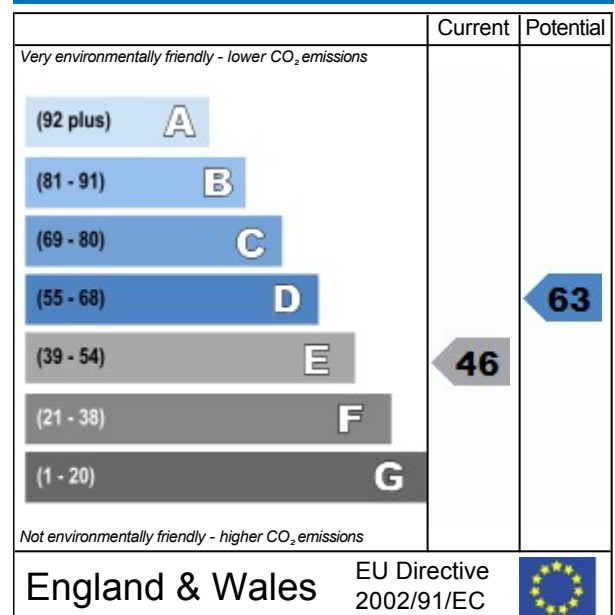 Current Potential
Very environmentally friendly - lower CO₂ emissions
(92 plus) A
(81 - 91) B
(69 - 80) C
(55 - 68) D
63
(39 - 54) E
46
(21 - 38) F
(1 - 20) G
Not environmentally friendly - higher CO₂ emissions
England & Wales
EU Directive
2002/91/EC